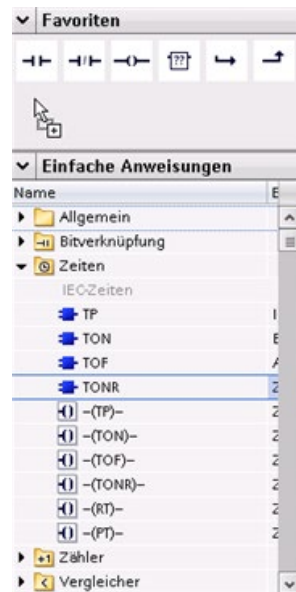 Favoriten
??
Einfache Anweisungen
Name E
Allgemein
Bitverknüpfung
Zeiten
IEC-Zeiten
TP I
TON E
TOF A
TONR Z
-(TP)- Z
-(TON)- Z
-(TOF)- Z
-(TONR)- Z
-(RT)- Z
-(PT)- Z
+1 Zähler
Vergleicher